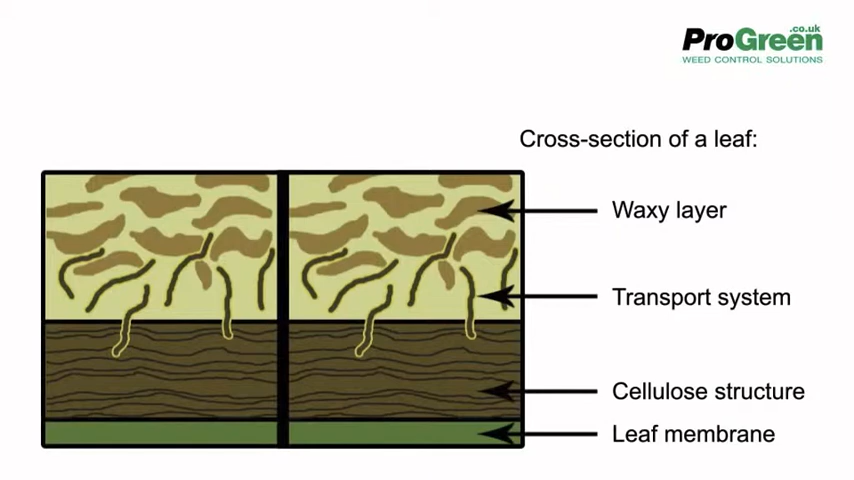 .co.uk
ProGreen
WEED CONTROL SOLUTIONS
Cross-section of a leaf:
Waxy layer
Transport system
Cellulose structure
Leaf membrane